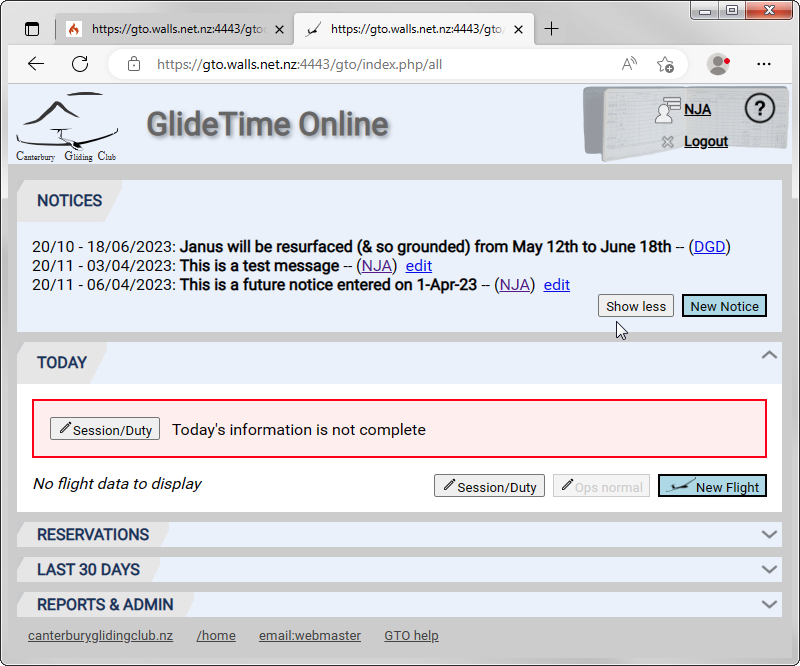 https://gto.walls.net.nz:4443/gto
https://gto.walls.net.nz:4443/gto/
https://gto.walls.net.nz:4443/gto/index.php/all
Canterbury Gliding Club
GlideTime Online
NJA
?
Logout
NOTICES
20/10 - 18/06/2023: Janus will be resurfaced (& so grounded) from May 12th to June 18th -- (DGD)
20/11 - 03/04/2023: This is a test message -- (NJA) edit
20/11 - 06/04/2023: This is a future notice entered on 1-Apr-23 -- (NJA) edit
Show less New Notice
TODAY
Session/Duty Today's information is not complete
No flight data to display Session/Duty Ops normal New Flight
RESERVATIONS
LAST 30 DAYS
REPORTS & ADMIN
canterburyglidingclub.nz /home email:webmaster GTO help